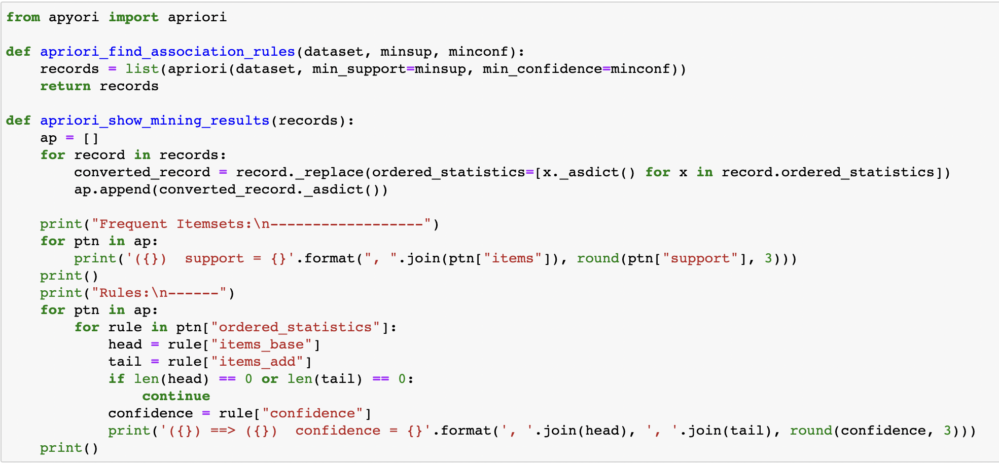 from apyori import apriori

def apriori_find_association_rules(dataset, minsup, minconf):
    records = list(apriori(dataset, min_support=minsup, min_confidence=minconf))
    return records

def apriori_show_mining_results(records):
    ap = []
    for record in records:
        converted_record = record._replace(ordered_statistics=[x._asdict() for x in record.ordered_statistics])
        ap.append(converted_record._asdict())

    print("Frequent Itemsets:\n------------------")
    for ptn in ap:
        print('({})  support = {}'.format(", ".join(ptn["items"]), round(ptn["support"], 3)))
    print()
    print("Rules:\n------")
    for ptn in ap:
        for rule in ptn["ordered_statistics"]:
            head = rule["items_base"]
            tail = rule["items_add"]
            if len(head) == 0 or len(tail) == 0:
                continue
            confidence = rule["confidence"]
            print('({}) ==> ({})  confidence = {}'.format(', '.join(head), ', '.join(tail), round(confidence, 3)))
    print()